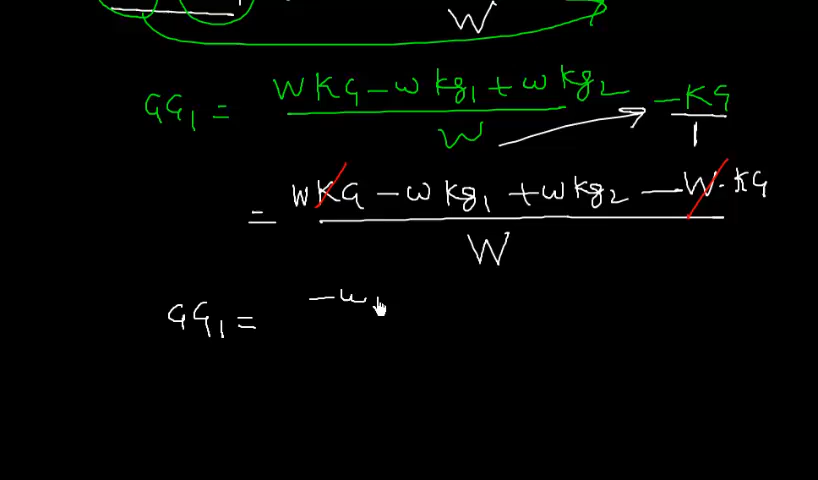 W
GG₁ = WKG – wkg₁ + wkg₂ / W – KG / 1
= WKG – wkg₁ + wkg₂ – W·KG / W
GG₁ = –w